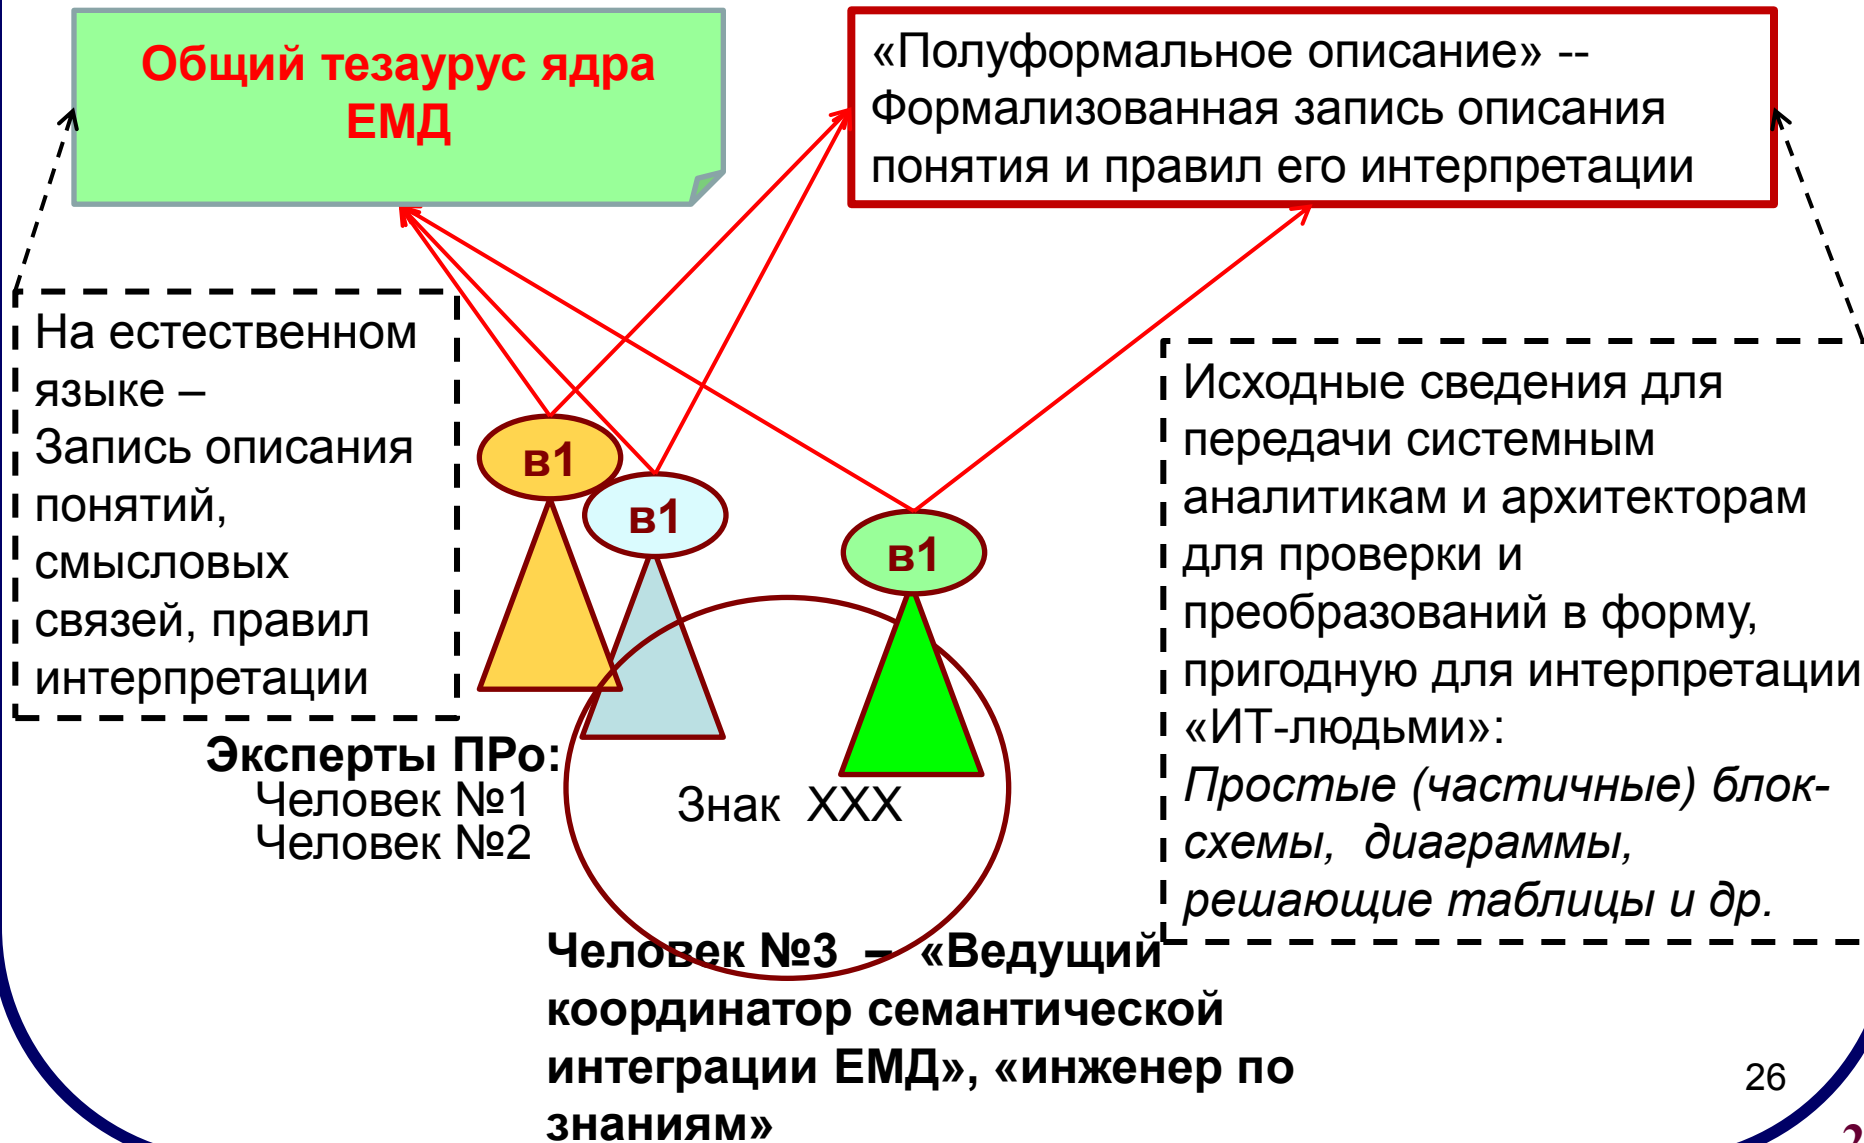 Общий тезаурус ядра
ЕМД
«Полуформальное описание» --
Формализованная запись описания
понятия и правил его интерпретации
На естественном
языке –
Запись описания
понятий,
смысловых
связей, правил
интерпретации
в1
в1
в1
Исходные сведения для
передачи системным
аналитикам и архитекторам
для проверки и
преобразований в форму,
пригодную для интерпретации
«ИТ-людьми»:
Простые (частичные) блок-
схемы, диаграммы,
решающие таблицы и др.
Эксперты ПРо:
Человек №1
Человек №2
Знак ХХХ
Человек №3 – «Ведущий
координатор семантической
интеграции ЕМД», «инженер по
знаниям»
26